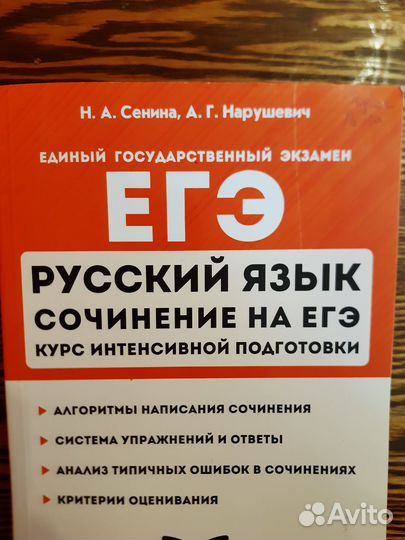 Н. А. Сенина, А. Г. Нарушевич
ЕДИНЫЙ ГОСУДАРСТВЕННЫЙ ЭКЗАМЕН
ЕГЭ
РУССКИЙ ЯЗЫК
СОЧИНЕНИЕ НА ЕГЭ
КУРС ИНТЕНСИВНОЙ ПОДГОТОВКИ
АЛГОРИТМЫ НАПИСАНИЯ СОЧИНЕНИЯ
СИСТЕМА УПРАЖНЕНИЙ И ОТВЕТЫ
АНАЛИЗ ТИПИЧНЫХ ОШИБОК В СОЧИНЕНИЯХ
КРИТЕРИИ ОЦЕНИВАНИЯ
Avito